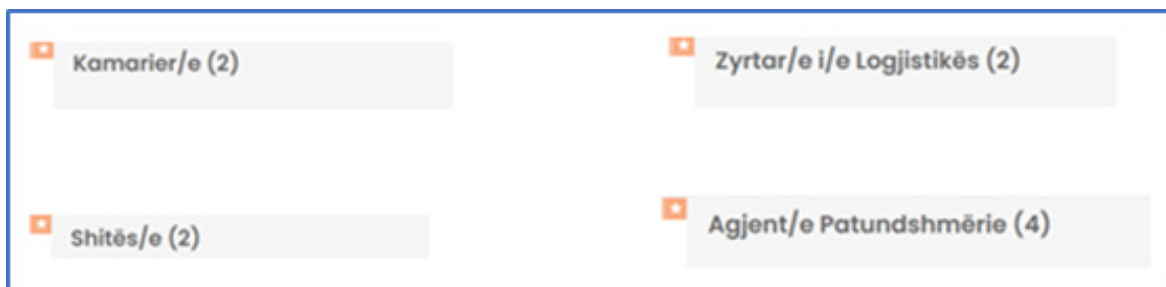 Kamarier/e (2)
Zyrtar/e i/e Logjistikës (2)
Shitës/e (2)
Agjent/e Patundshmërie (4)